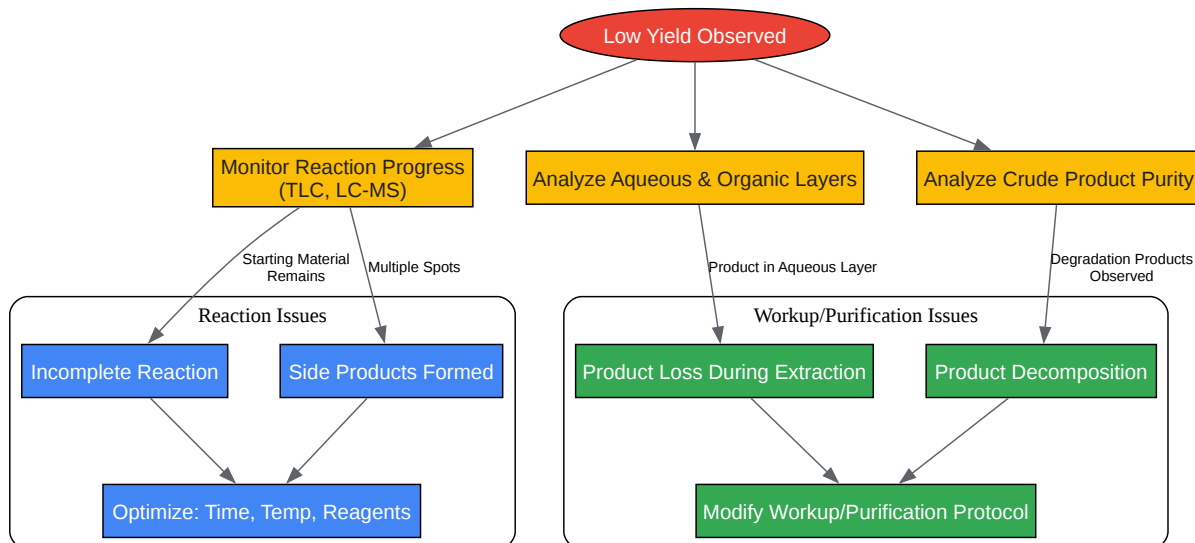 Low Yield Observed
Monitor Reaction Progress
(TLC, LC-MS)
Analyze Aqueous & Organic Layers
Analyze Crude Product Purity
Starting Material
Remains
Multiple Spots
Product in Aqueous Layer
Degradation Products
Observed
Reaction Issues
Workup/Purification Issues
Incomplete Reaction
Side Products Formed
Product Loss During Extraction
Product Decomposition
Optimize: Time, Temp, Reagents
Modify Workup/Purification Protocol